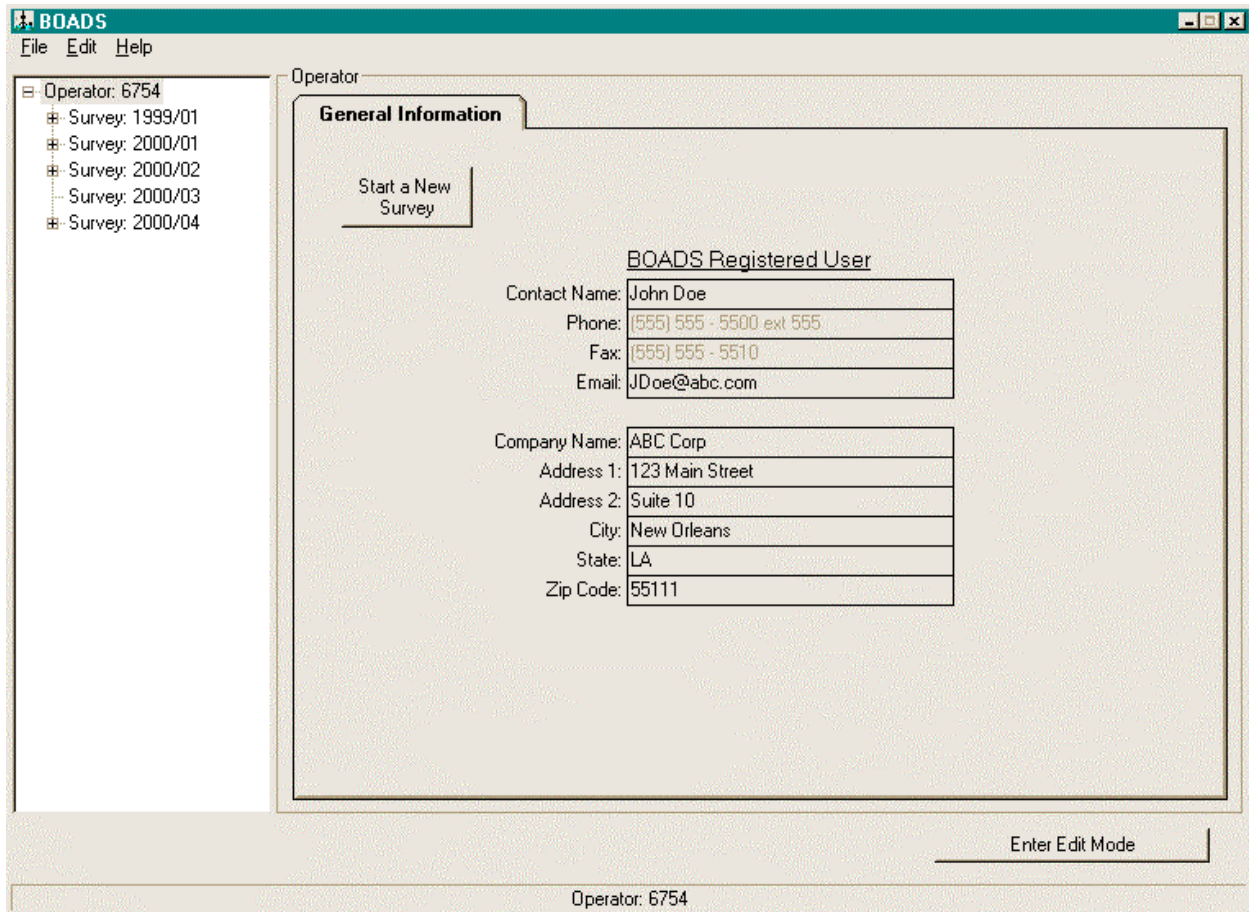 BOADS
File Edit Help
Operator: 6754
Survey: 1999/01
Survey: 2000/01
Survey: 2000/02
Survey: 2000/03
Survey: 2000/04
Operator
General Information
Start a New
Survey
BOADS Registered User
Contact Name: John Doe
Phone: (555) 555 - 5500 ext 555
Fax: (555) 555 - 5510
Email: JDoe@abc.com
Company Name: ABC Corp
Address 1: 123 Main Street
Address 2: Suite 10
City: New Orleans
State: LA
Zip Code: 55111
Enter Edit Mode
Operator: 6754